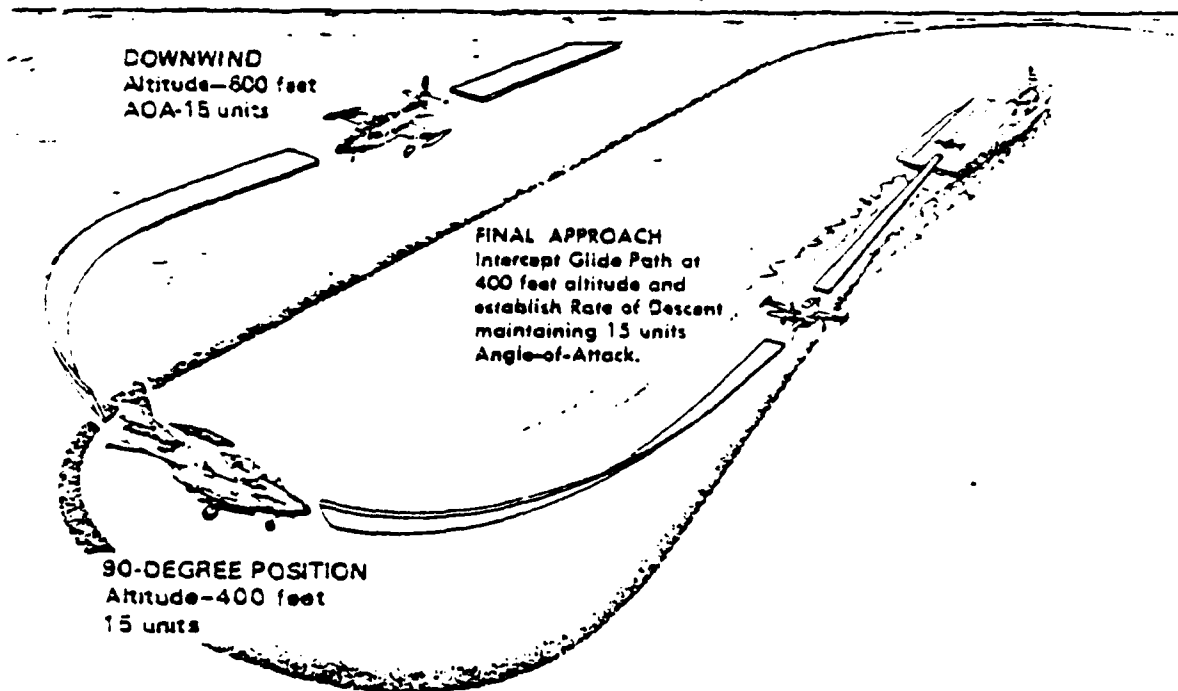 DOWNWIND
Altitude—600 feet
AOA-15 units
FINAL APPROACH
Intercept Glide Path at
400 feet altitude and
establish Rate of Descent
maintaining 15 units
Angle-of-Attack.
90-DEGREE POSITION
Altitude-400 feet
15 units